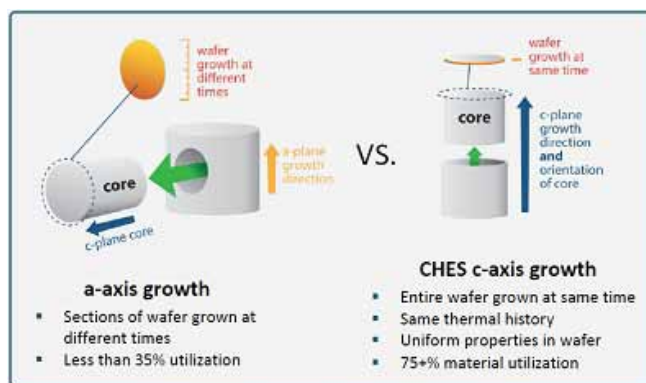 wafer
growth at
different
times
core
c-plane core
a-plane
growth
direction
VS.
wafer
growth at
same time
core
c-plane
growth
direction
and
orientation
of core
a-axis growth
▪ Sections of wafer grown at
different times
▪ Less than 35% utilization
CHES c-axis growth
▪ Entire wafer grown at same time
▪ Same thermal history
▪ Uniform properties in wafer
▪ 75+% material utilization